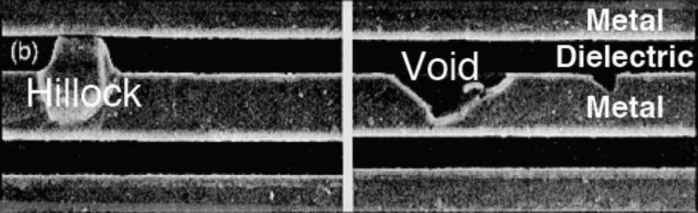 (b)
Hillock
Void
Metal
Dielectric
Metal